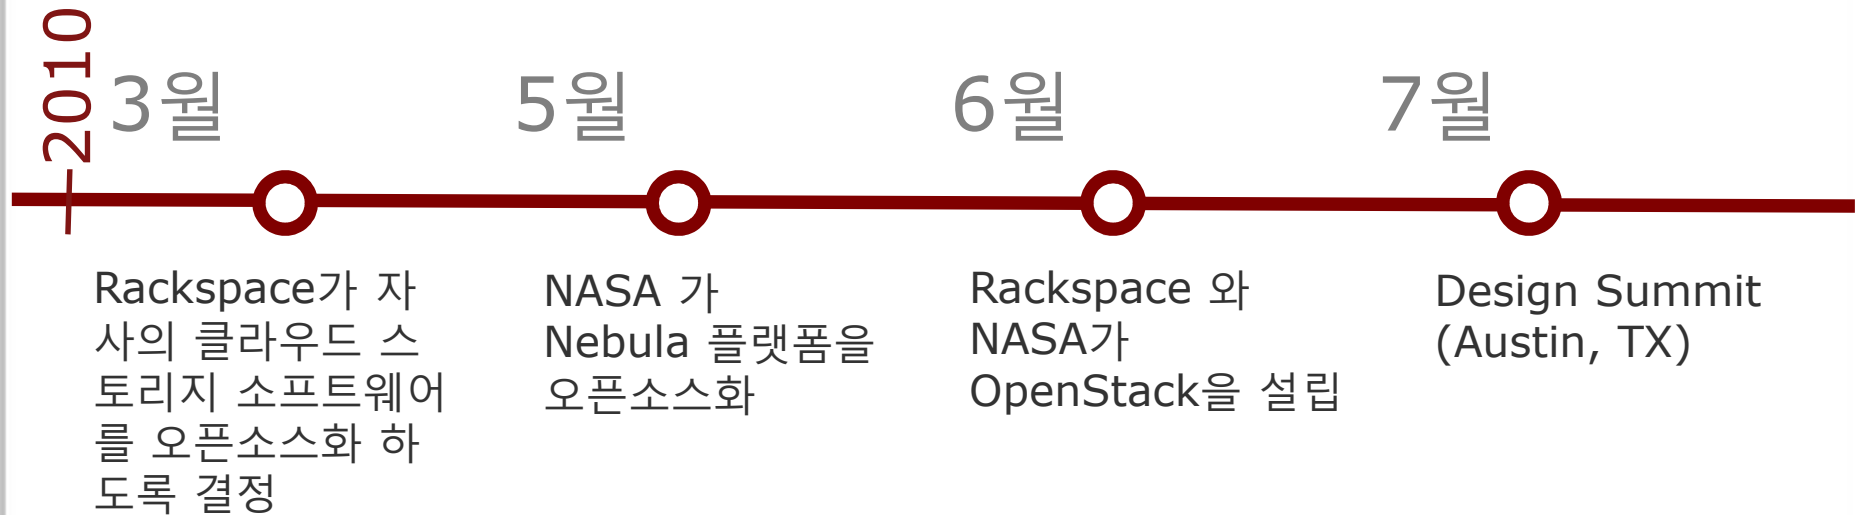 2010
3월
5월
6월
7월
Rackspace가 자
사의 클라우드 스
토리지 소프트웨어
를 오픈소스화 하
도록 결정
NASA 가
Nebula 플랫폼을
오픈소스화
Rackspace 와
NASA가
OpenStack을 설립
Design Summit
(Austin, TX)